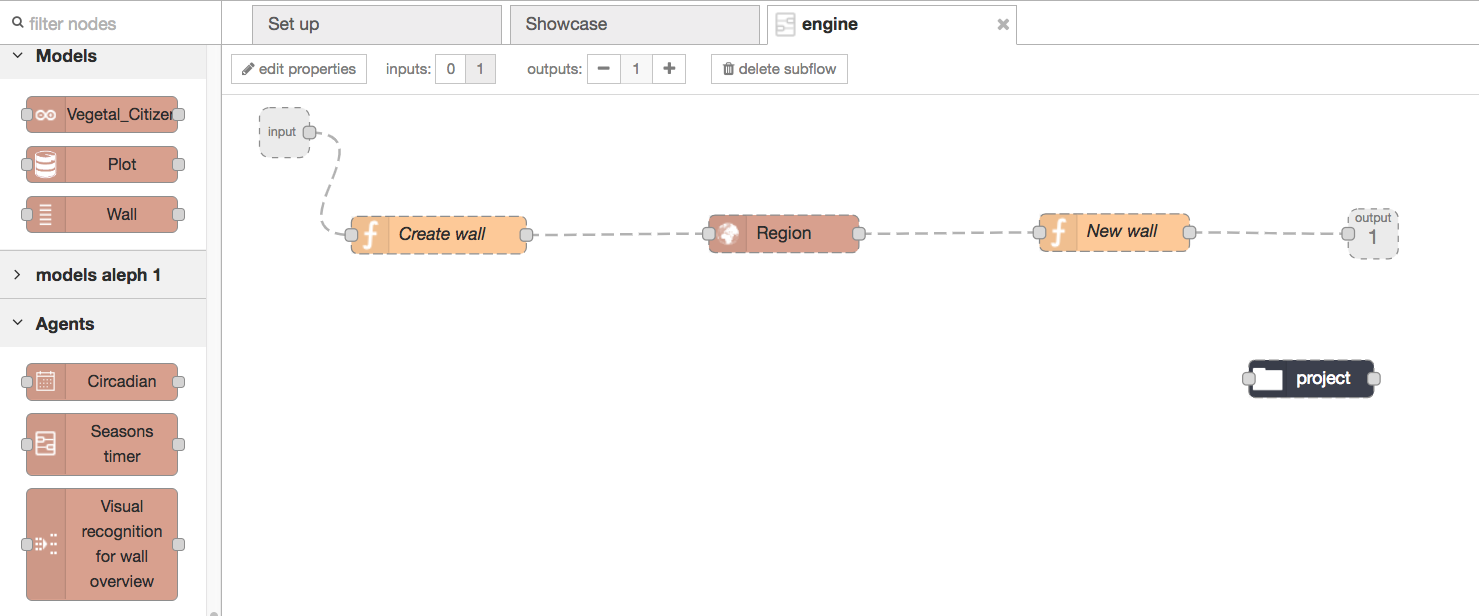 filter nodes
Models
Vegetal_Citizen
Plot
Wall
models aleph 1
Agents
Circadian
Seasons
timer
Visual
recognition
for wall
overview
Set up
Showcase
engine
edit properties
inputs:
0
1
outputs:
1
delete subflow
input
Create wall
Region
New wall
output
1
project